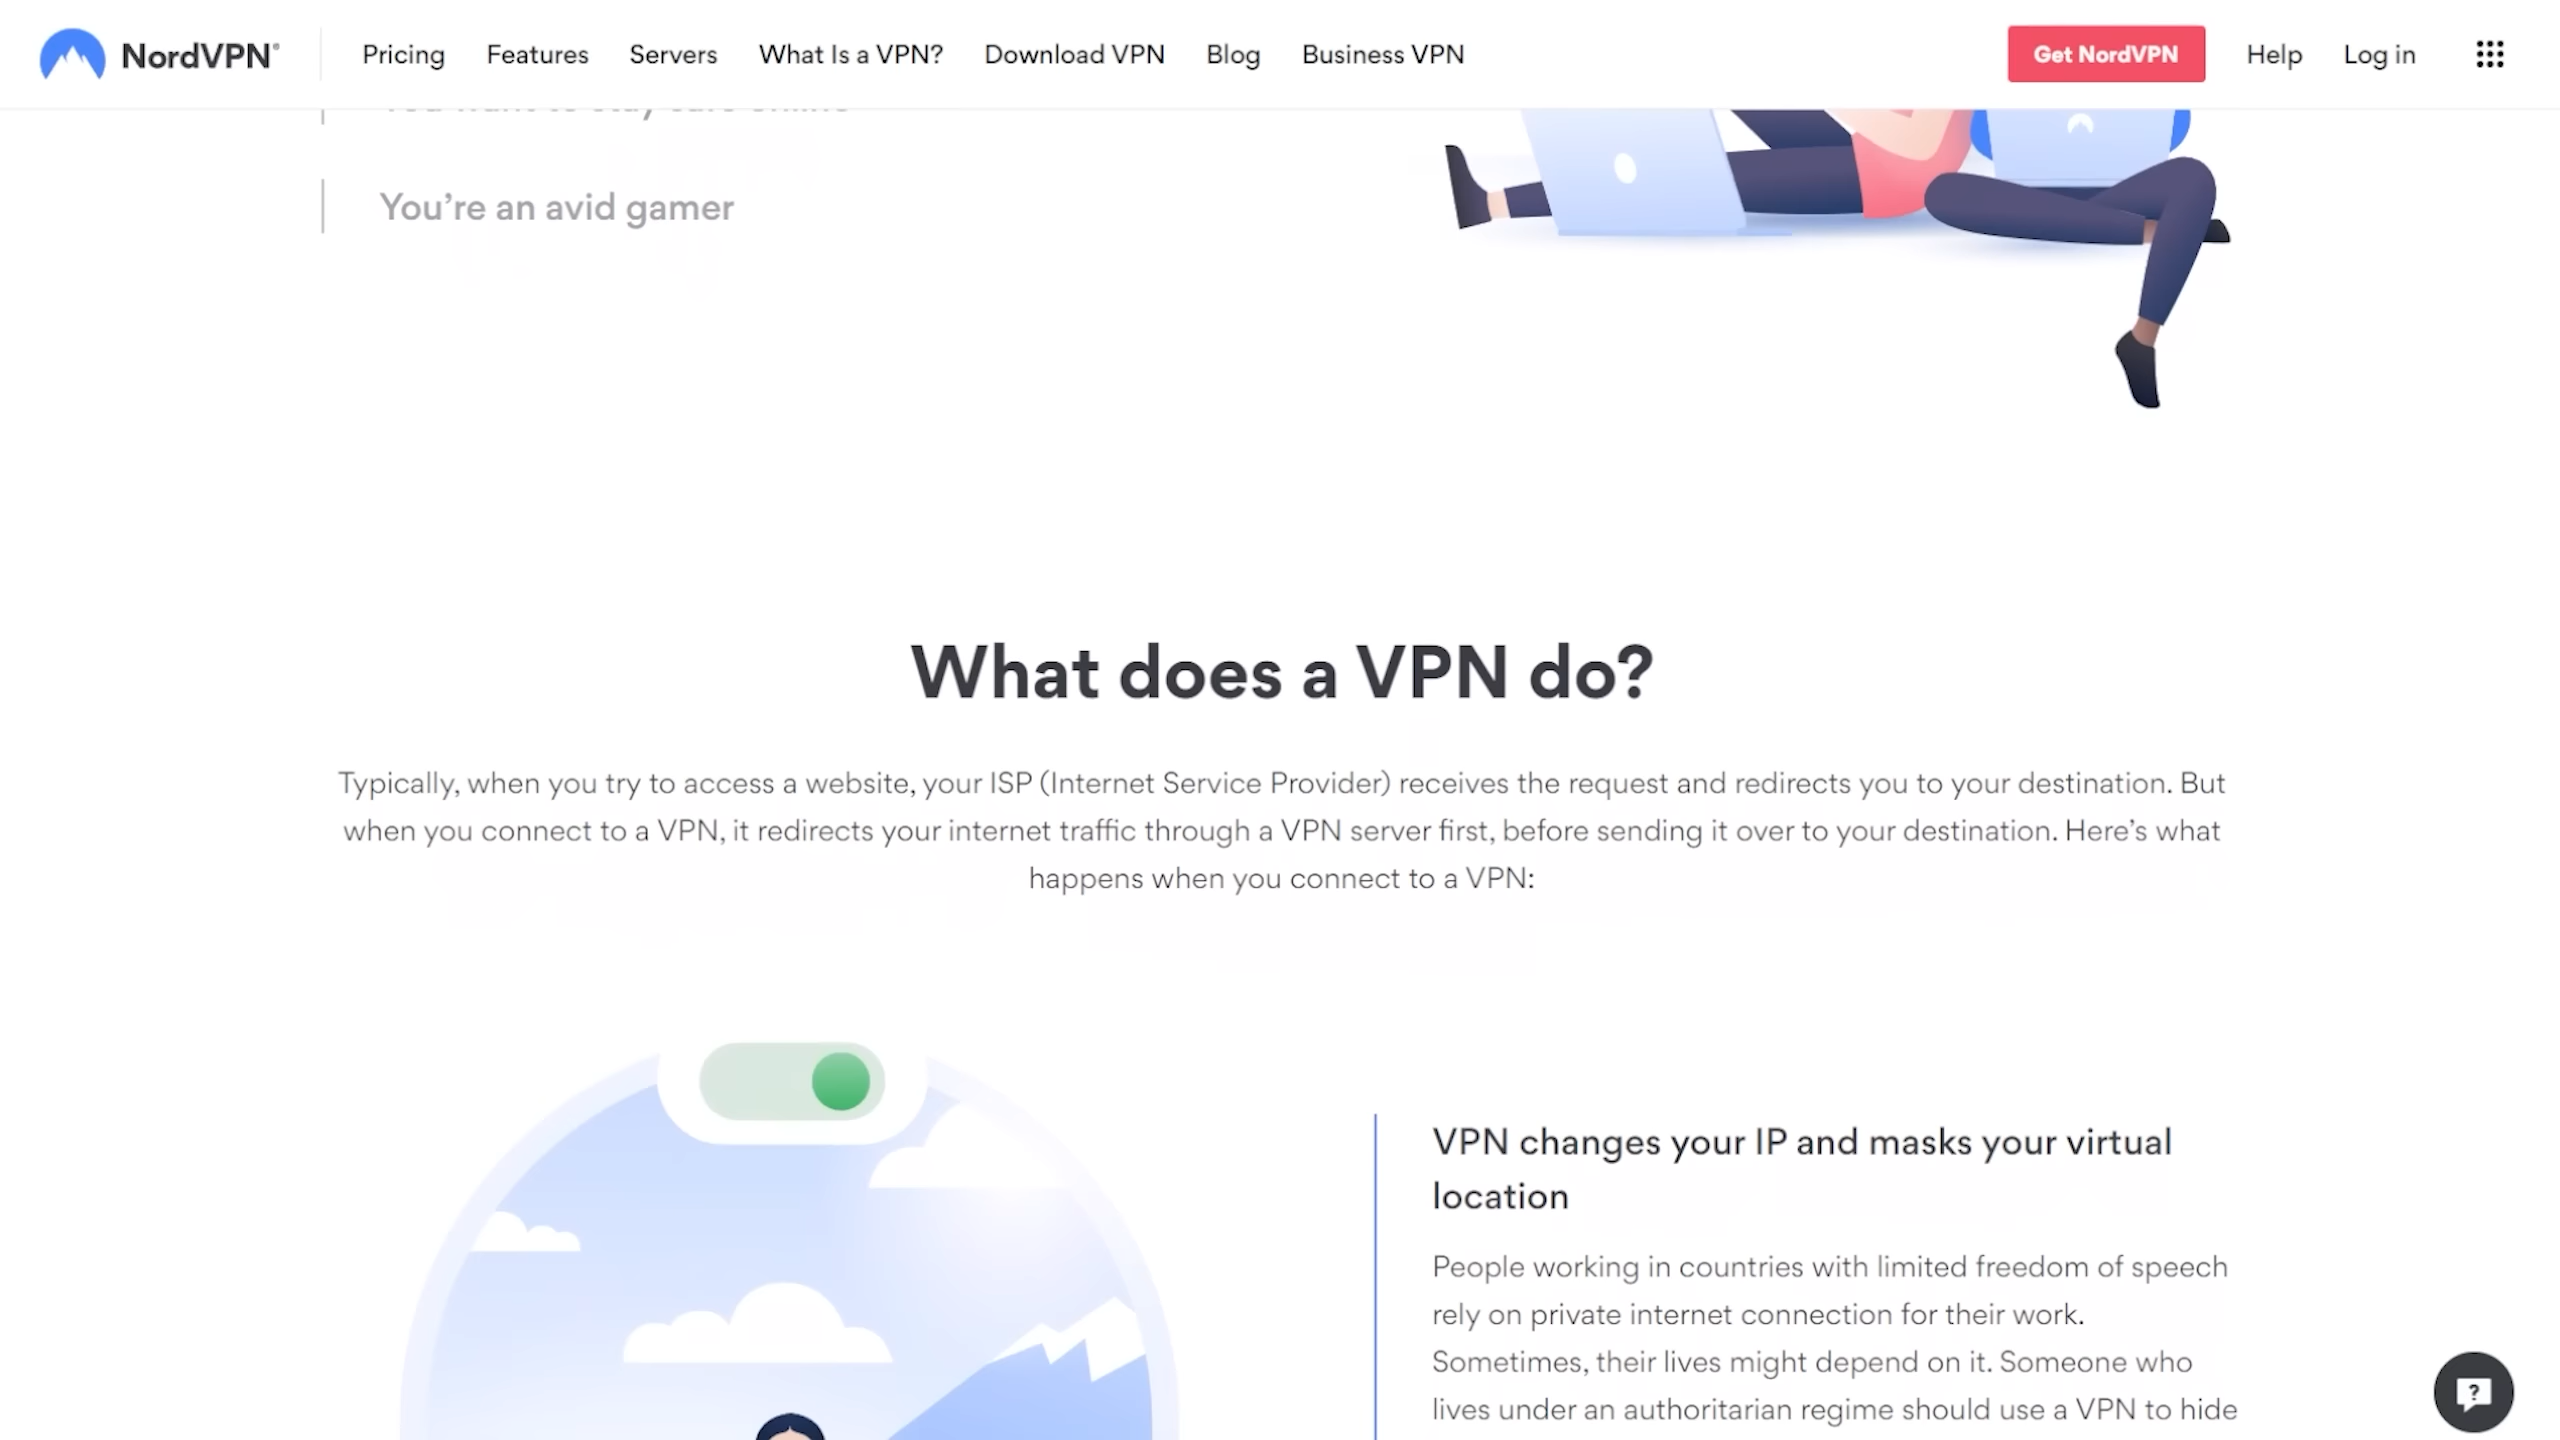 NordVPN®
Pricing
Features
Servers
What Is a VPN?
Download VPN
Blog
Business VPN
Get NordVPN
Help
Log in
You want to stay safe online
You’re an avid gamer
What does a VPN do?
Typically, when you try to access a website, your ISP (Internet Service Provider) receives the request and redirects you to your destination. But
when you connect to a VPN, it redirects your internet traffic through a VPN server first, before sending it over to your destination. Here’s what
happens when you connect to a VPN:
VPN changes your IP and masks your virtual
location
People working in countries with limited freedom of speech
rely on private internet connection for their work.
Sometimes, their lives might depend on it. Someone who
lives under an authoritarian regime should use a VPN to hide
?